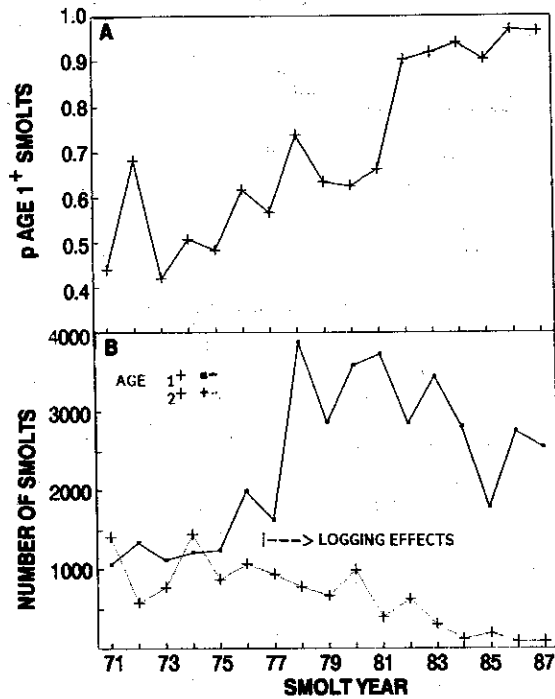 A
1.0
0.9
0.8
0.7
0.6
0.5
0.4
p AGE 1+ SMOLTS
B
4000
3000
2000
1000
NUMBER OF SMOLTS
AGE 1+
2+
LOGGING EFFECTS
71 73 75 77 79 81 83 85 87
SMOLT YEAR